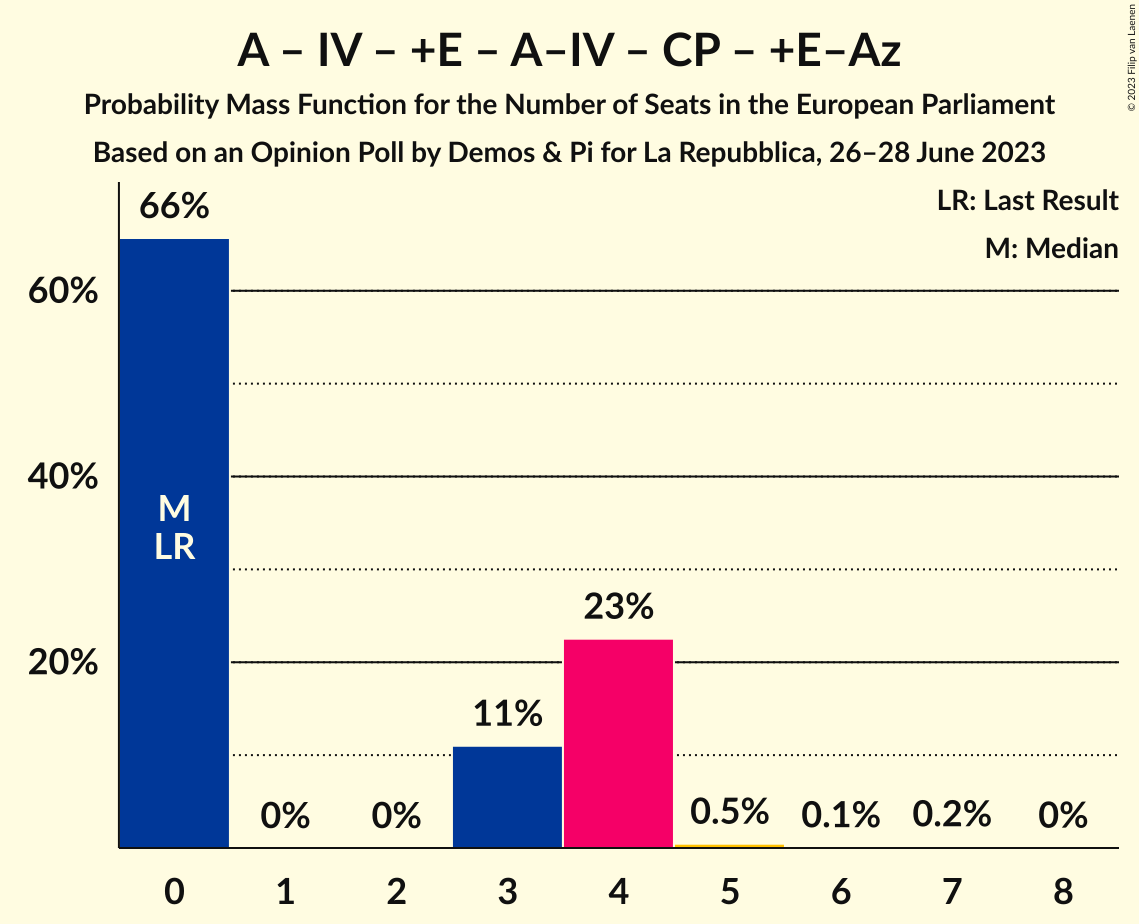 A – IV – +E – A–IV – CP – +E–Az
Probability Mass Function for the Number of Seats in the European Parliament
Based on an Opinion Poll by Demos & Pi for La Repubblica, 26–28 June 2023
© 2023 Filip van Laenen
LR: Last Result
M: Median
66%
60%
40%
20%
M
LR
0%
0%
11%
23%
0.5%
0.1%
0.2%
0%
0 1 2 3 4 5 6 7 8